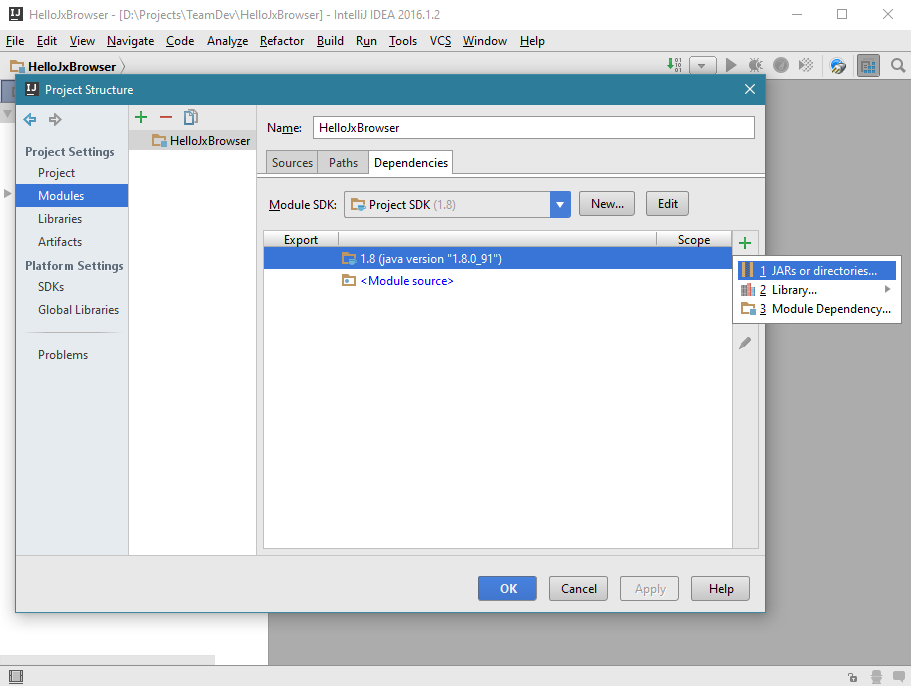 HelloJxBrowser - [D:\Projects\TeamDev\HelloJxBrowser] - IntelliJ IDEA 2016.1.2
File Edit View Navigate Code Analyze Refactor Build Run Tools VCS Window Help
HelloJxBrowser
Project Structure
Project Settings
Project
Modules
Libraries
Artifacts
Platform Settings
SDKs
Global Libraries
Problems
HelloJxBrowser
Name: HelloJxBrowser
Sources Paths Dependencies
Module SDK: Project SDK (1.8) New... Edit
Export Scope
1.8 (java version "1.8.0_91")
<Module source>
1 JARs or directories...
2 Library...
3 Module Dependency...
OK Cancel Apply Help